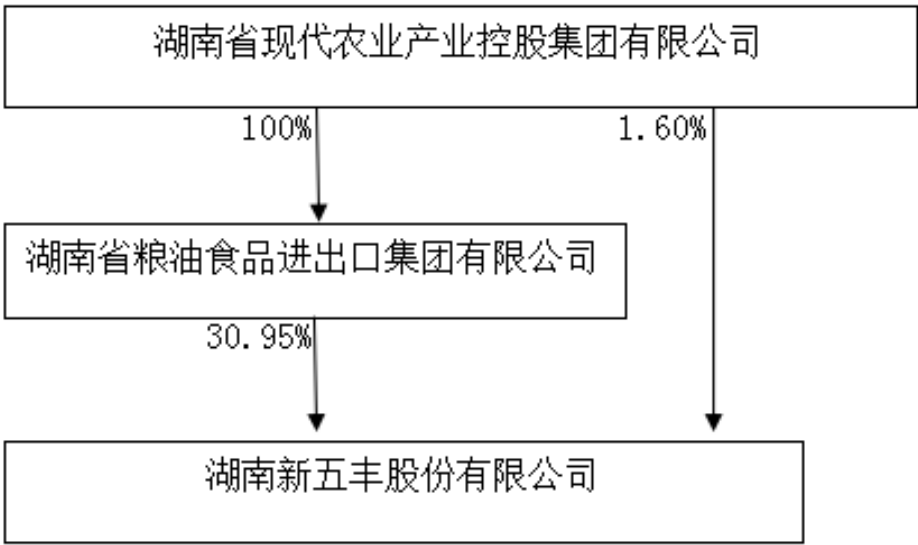 湖南省现代农业产业控股集团有限公司
100%
1.60%
湖南省粮油食品进出口集团有限公司
30.95%
湖南新五丰股份有限公司